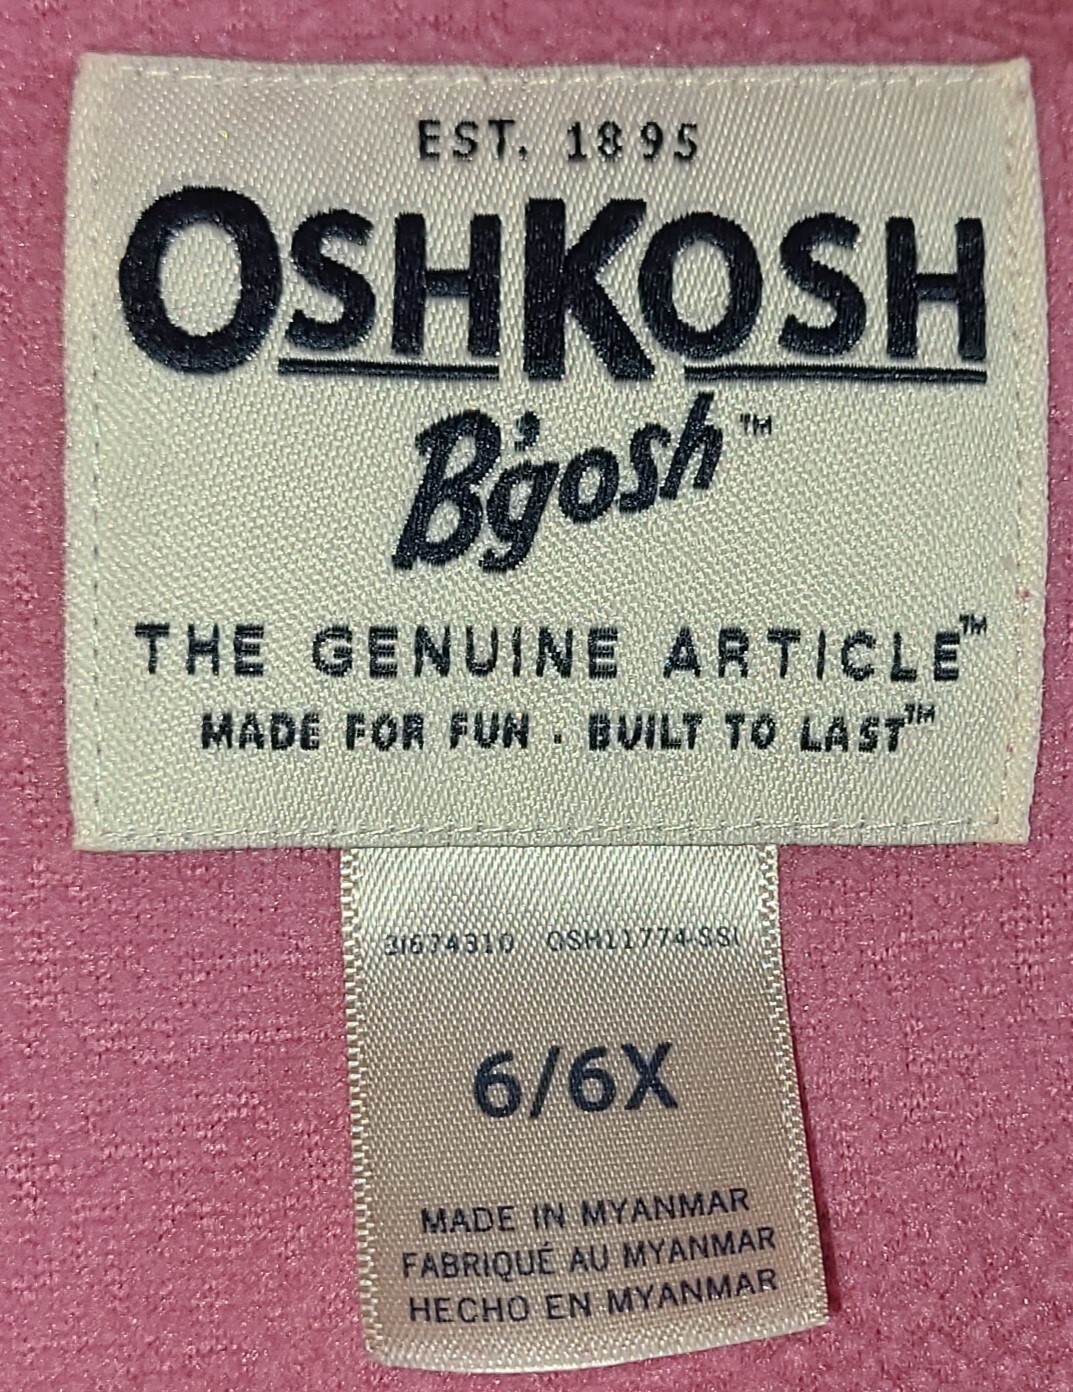 EST. 1895
OSHKOSH
B'gosh™
THE GENUINE ARTICLE™
MADE FOR FUN · BUILT TO LAST™
31674310
6/6X
MADE IN MYANMAR
FABRIQUÉ AU MYANMAR
HECHO EN MYANMAR